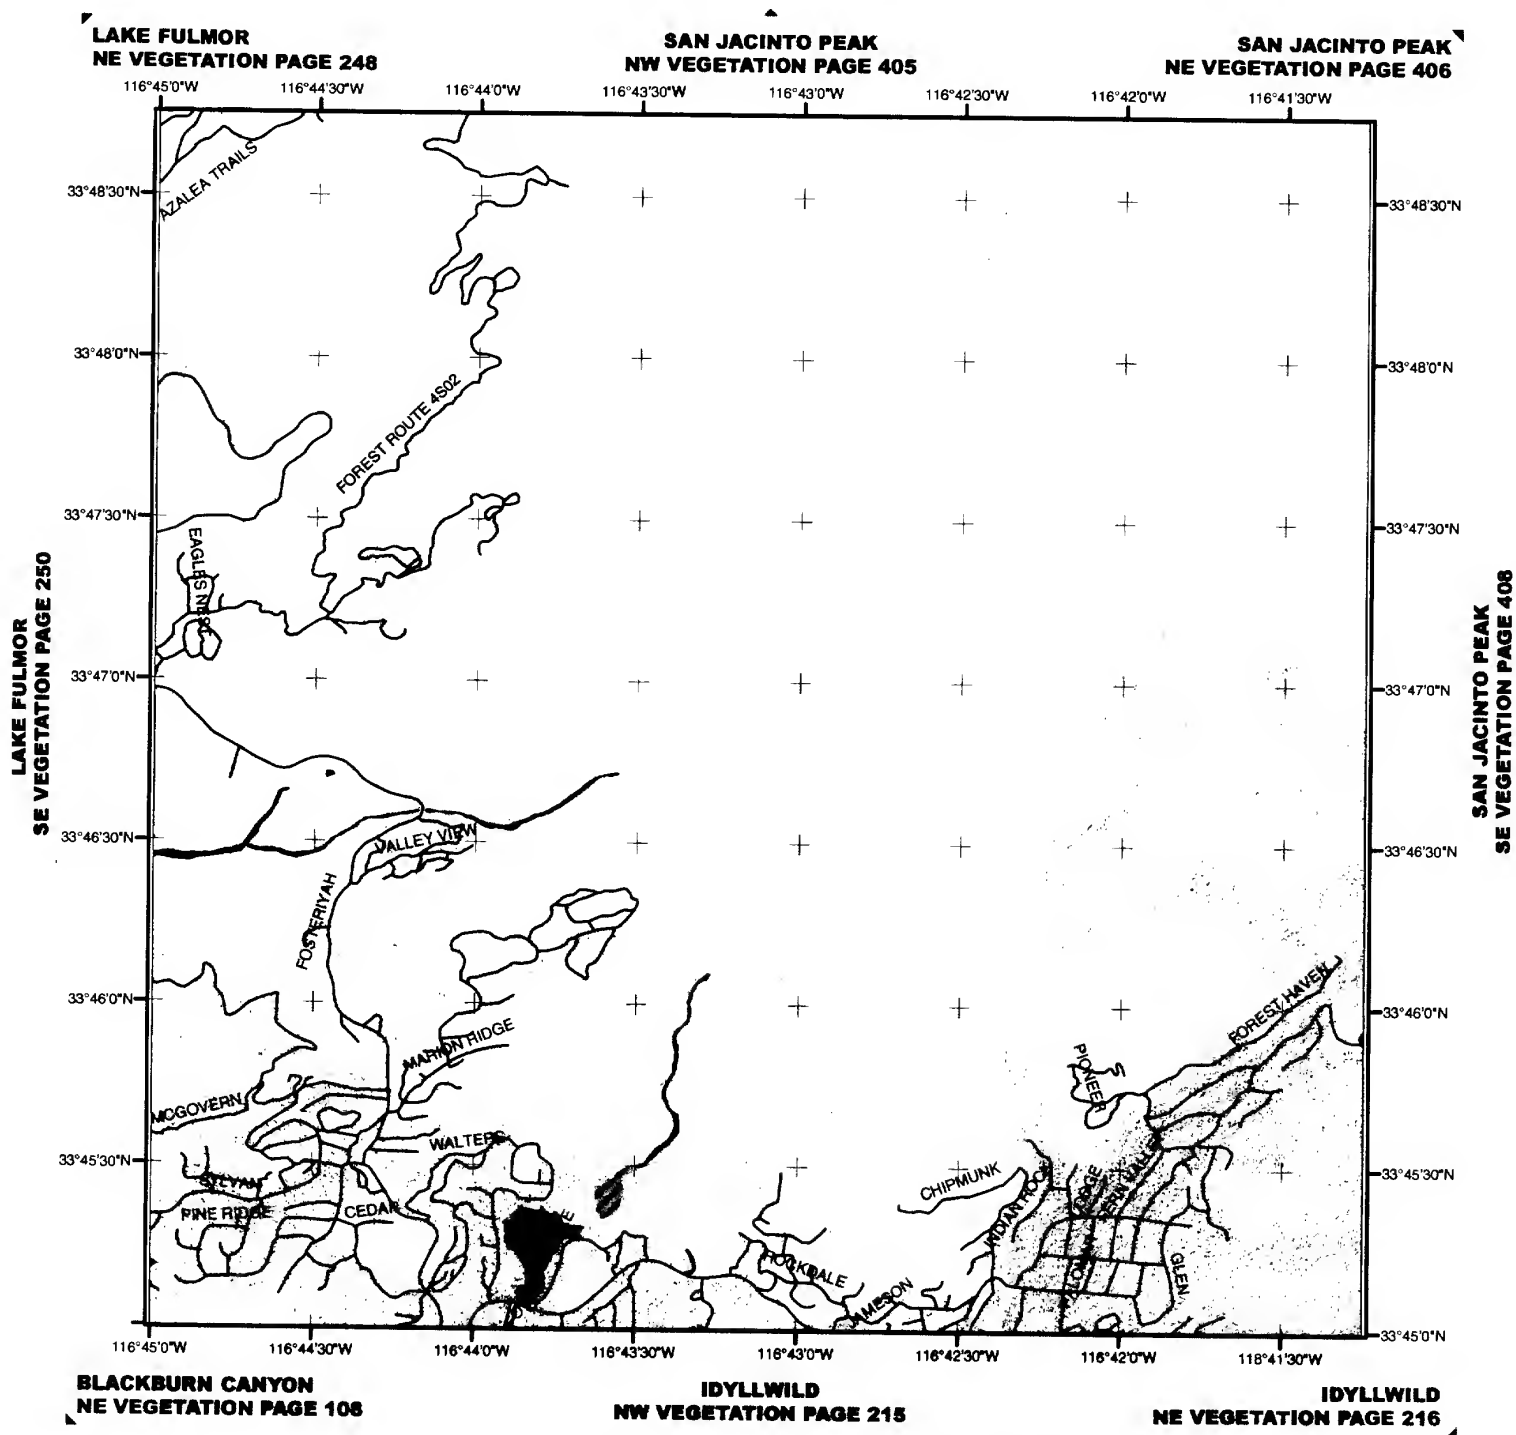 LAKE FULMOR
NE VEGETATION PAGE 248
SAN JACINTO PEAK
NW VEGETATION PAGE 405
SAN JACINTO PEAK
NE VEGETATION PAGE 406
116°45'0"W
116°44'30"W
116°44'0"W
116°43'30"W
116°43'0"W
116°42'30"W
116°42'0"W
116°41'30"W
AZALEA TRAILS
33°48'30"N
33°48'30"N
33°48'0"N
33°48'0"N
FOREST ROUTE 4S02
33°47'30"N
33°47'30"N
EAGLES NEST
LAKE FULMOR
SE VEGETATION PAGE 250
SAN JACINTO PEAK
SE VEGETATION PAGE 408
33°47'0"N
33°47'0"N
33°46'30"N
33°46'30"N
VALLEY VIEW
FOSTERIYAH
33°46'0"N
33°46'0"N
FOREST HAVEN
MARION RIDGE
PIONEER
MCGOVERN
WALTERS
33°45'30"N
33°45'30"N
CHIPMUNK
INDIAN ROCK
FERN VALLEY
PINE RIDGE
CEDAR
ROCKDALE
JAMESON
GLEN
33°45'0"N
116°45'0"W
116°44'30"W
116°44'0"W
116°43'30"W
116°43'0"W
116°42'30"W
116°42'0"W
118°41'30"W
BLACKBURN CANYON
NE VEGETATION PAGE 108
IDYLLWILD
NW VEGETATION PAGE 215
IDYLLWILD
NE VEGETATION PAGE 216